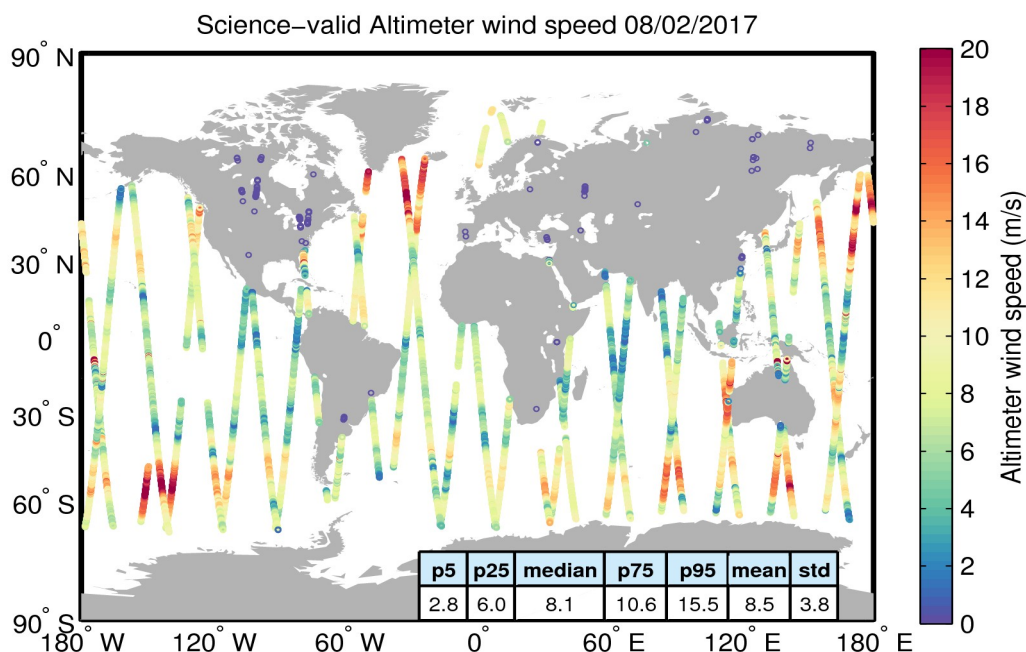 Science−valid Altimeter wind speed 08/02/2017
90° N
60° N
30° N
0°
30° S
60° S
90° S
180° W
120° W
60° W
0°
60° E
120° E
180° E
p5 p25 median p75 p95 mean std
2.8 6.0 8.1 10.6 15.5 8.5 3.8
20
18
16
14
12
10
8
6
4
2
0
Altimeter wind speed (m/s)